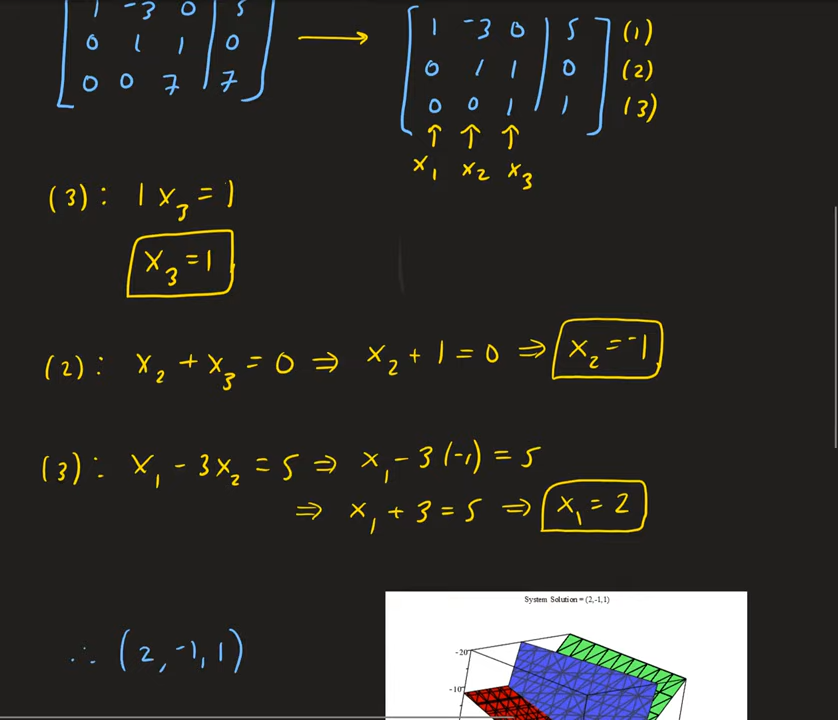 1 -3 0 | 5
0 1 1 | 0
0 0 7 | 7
⟶
1 -3 0 | 5 (1)
0 1 1 | 0 (2)
0 0 1 | 1 (3)
↑ ↑ ↑
x₁ x₂ x₃
(3): 1x₃ = 1
x₃ = 1
(2): x₂ + x₃ = 0 ⇒ x₂ + 1 = 0 ⇒ x₂ = -1
(3): x₁ - 3x₂ = 5 ⇒ x₁ - 3(-1) = 5
⇒ x₁ + 3 = 5 ⇒ x₁ = 2
System Solution = (2,-1,1)
∴ (2,-1,1)
-20
-10